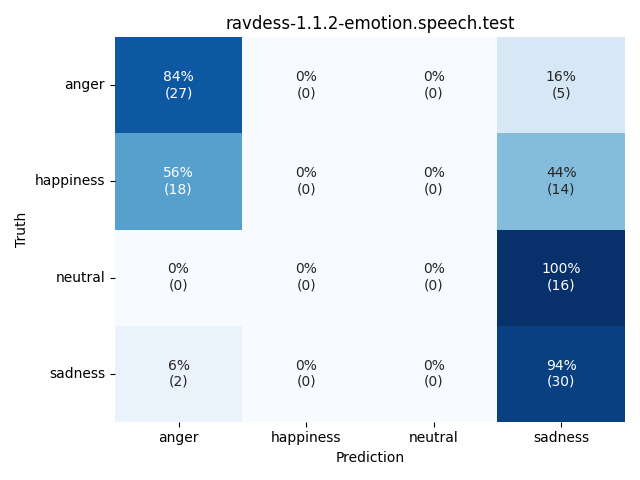 ravdess-1.1.2-emotion.speech.test
Truth
anger
84%
(27)
0%
(0)
0%
(0)
16%
(5)
happiness
56%
(18)
0%
(0)
0%
(0)
44%
(14)
neutral
0%
(0)
0%
(0)
0%
(0)
100%
(16)
sadness
6%
(2)
0%
(0)
0%
(0)
94%
(30)
anger
happiness
neutral
sadness
Prediction